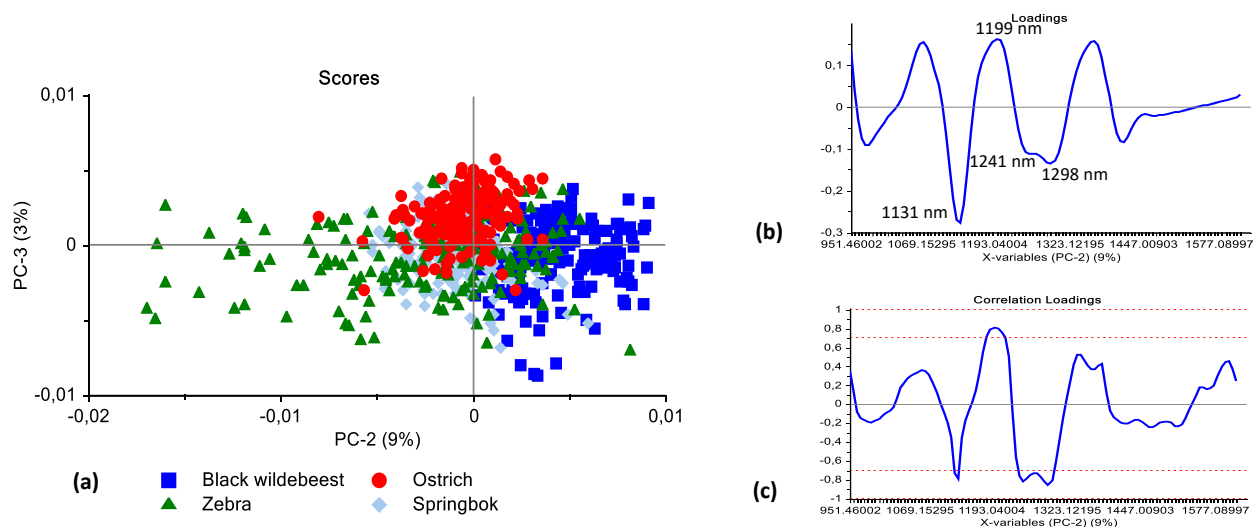 Scores
0,01
0
-0,01
PC-3 (3%)
-0,02
-0,01
0
0,01
PC-2 (9%)
(a)
Black wildebeest
Ostrich
Zebra
Springbok
Loadings
1199 nm
0,1
0
-0,1
-0,2
-0,3
1241 nm
1298 nm
1131 nm
(b)
951.46002 1069.15295 1193.04004 1323.12195 1447.00903 1577.08997
X-variables (PC-2) (9%)
Correlation Loadings
1
0,8
0,6
0,4
0,2
0
-0,2
-0,4
-0,6
-0,8
-1
(c)
951.46002 1069.15295 1193.04004 1323.12195 1447.00903 1577.08997
X-variables (PC-2) (9%)